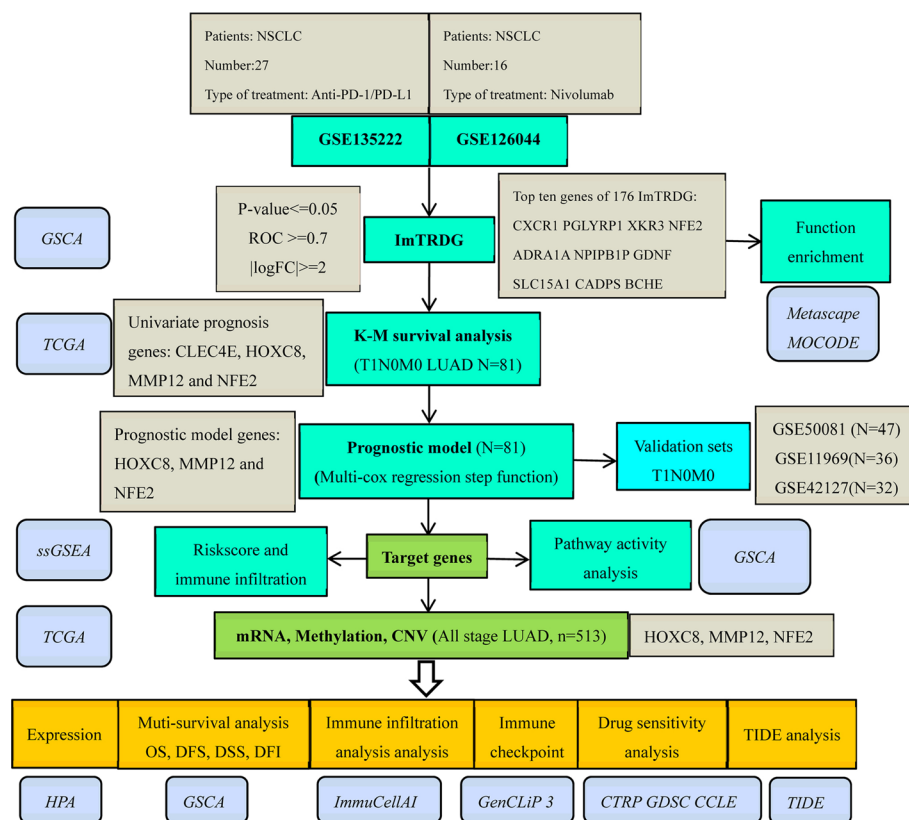 Patients: NSCLC
Number:27
Type of treatment: Anti-PD-1/PD-L1
Patients: NSCLC
Number:16
Type of treatment: Nivolumab
GSE135222
GSE126044
GSCA
P-value<=0.05
ROC >=0.7
|logFC|>=2
ImTRDG
Top ten genes of 176 ImTRDG:
CXCR1 PGLYRP1 XKR3 NFE2
ADRA1A NPIPB1P GDNF
SLC15A1 CADPS BCHE
Function
enrichment
Metascape
MOCODE
TCGA
Univariate prognosis
genes: CLEC4E, HOXC8,
MMP12 and NFE2
K-M survival analysis
(T1N0M0 LUAD N=81)
Prognostic model genes:
HOXC8, MMP12 and
NFE2
Prognostic model (N=81)
(Multi-cox regression step function)
Validation sets
T1N0M0
GSE50081 (N=47)
GSE11969(N=36)
GSE42127(N=32)
ssGSEA
Riskscore and
immune infiltration
Target genes
Pathway activity
analysis
GSCA
TCGA
mRNA, Methylation, CNV (All stage LUAD, n=513)
HOXC8, MMP12, NFE2
Expression
Muti-survival analysis
OS, DFS, DSS, DFI
Immune infiltration
analysis analysis
Immune
checkpoint
Drug sensitivity
analysis
TIDE analysis
HPA
GSCA
ImmuCellAI
GenCLiP 3
CTRP GDSC CCLE
TIDE